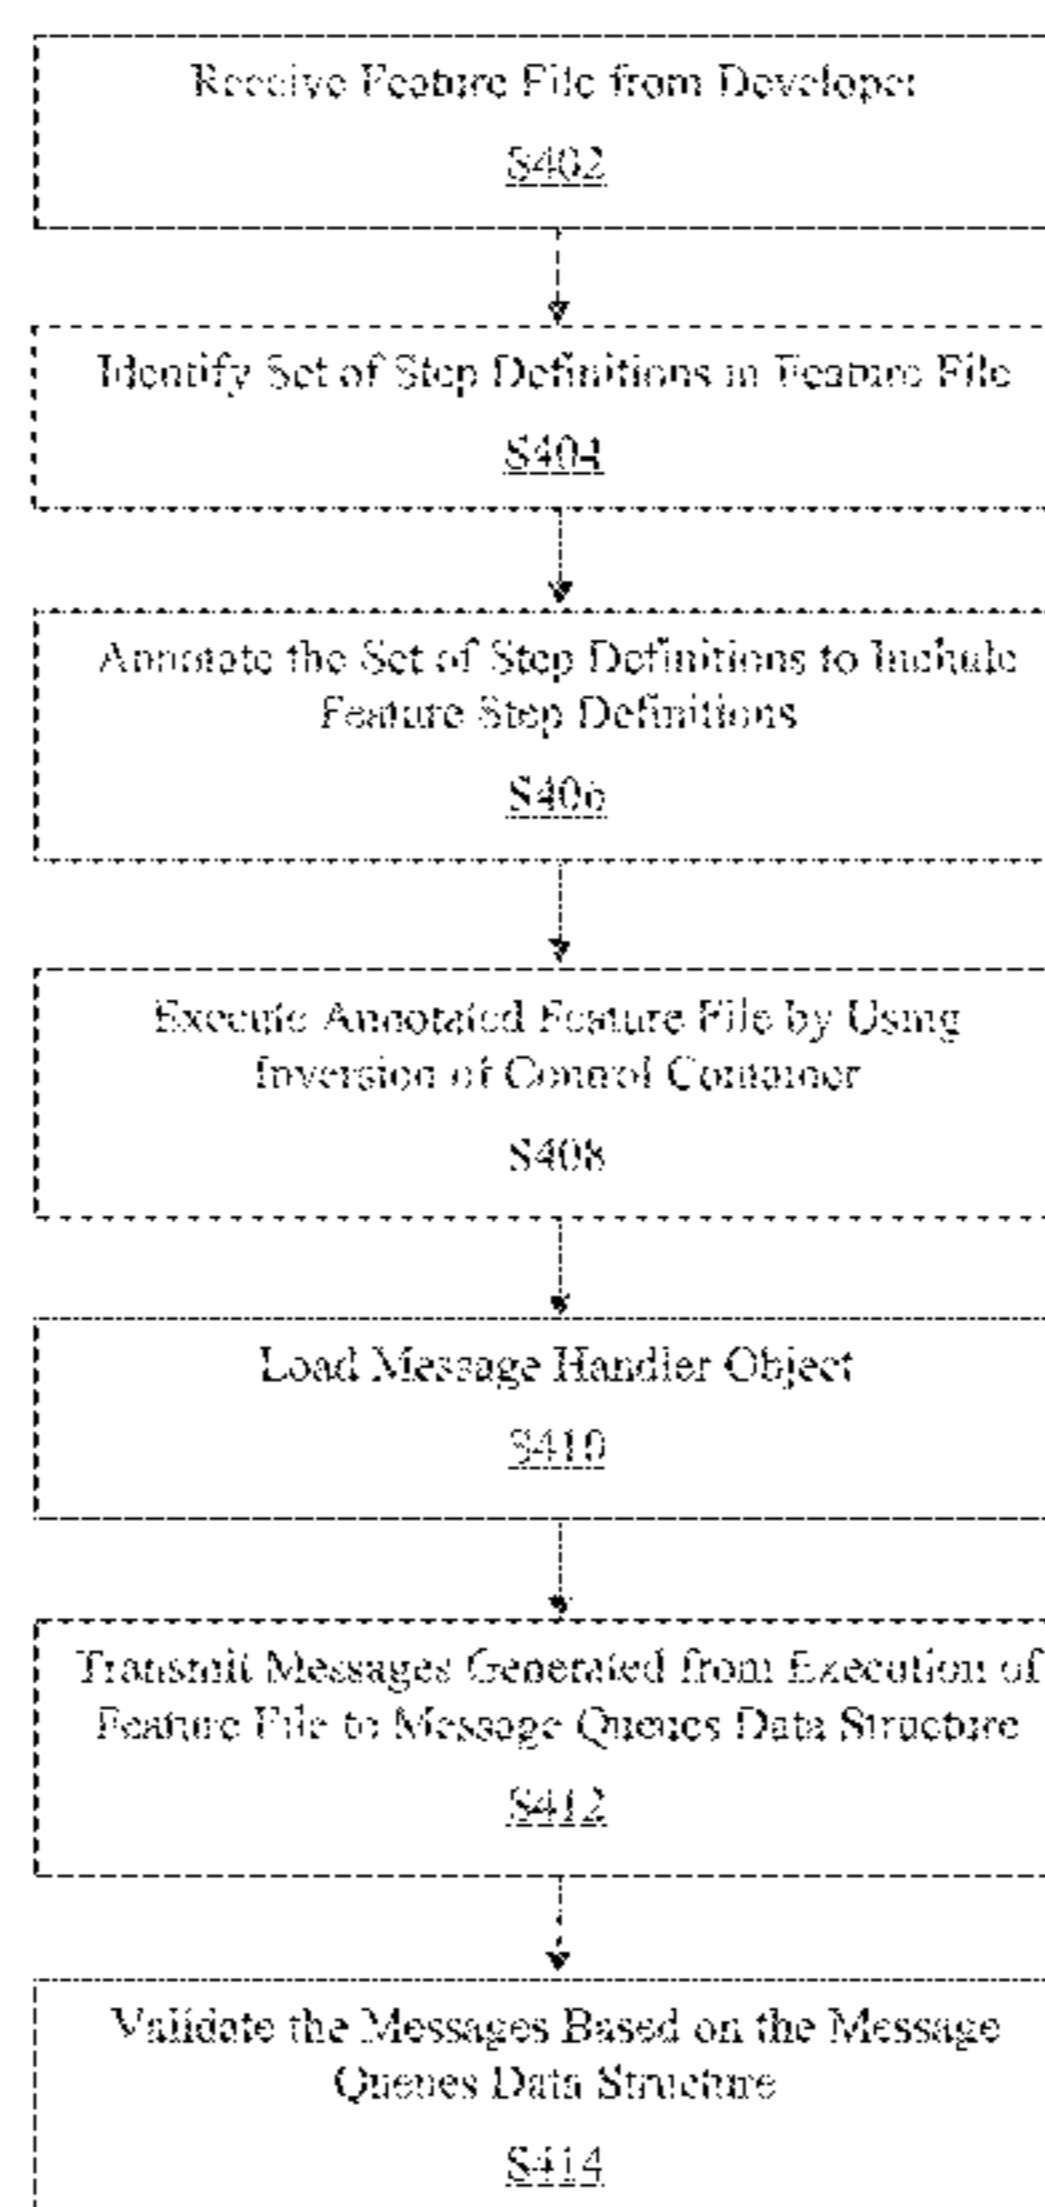 Receive Feature File from Developer
S402
Identify Set of Step Definitions in Feature File
S404
Annotate the Set of Step Definitions to Include
Feature Step Definitions
S406
Execute Annotated Feature File by Using
Inversion of Control Container
S408
Load Message Handler Object
S410
Transmit Messages Generated from Execution of
Feature File to Message Queues Data Structure
S412
Validate the Messages Based on the Message
Queues Data Structure
S414